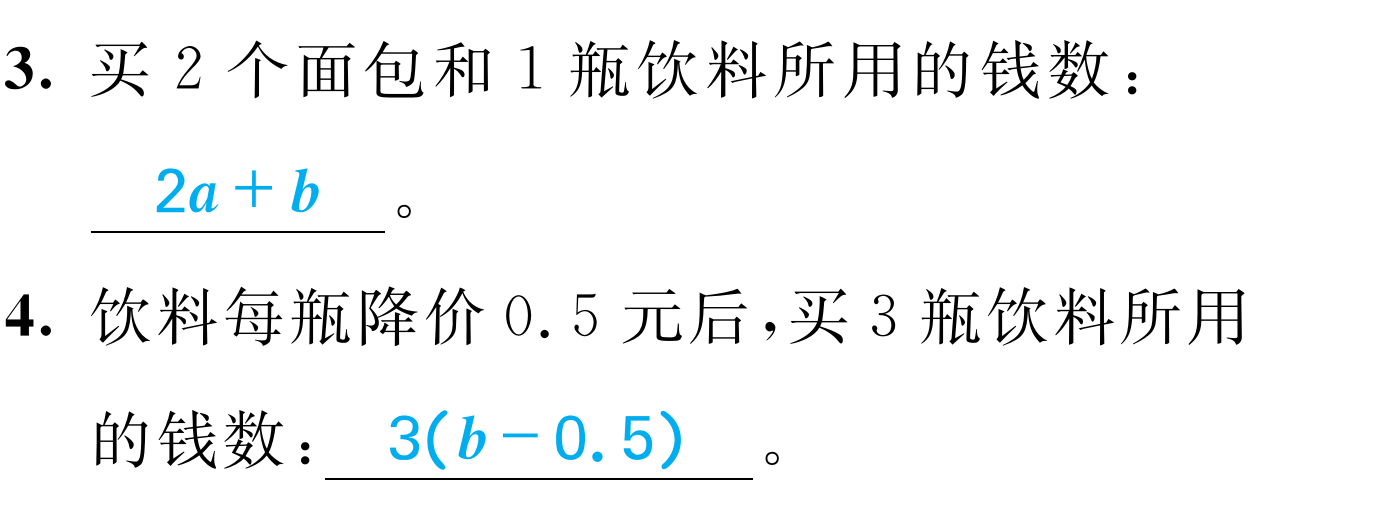 3. 买 2 个面包和 1 瓶饮料所用的钱数：
2a + b 。
4. 饮料每瓶降价 0.5 元后，买 3 瓶饮料所用
的钱数： 3(b - 0.5) 。